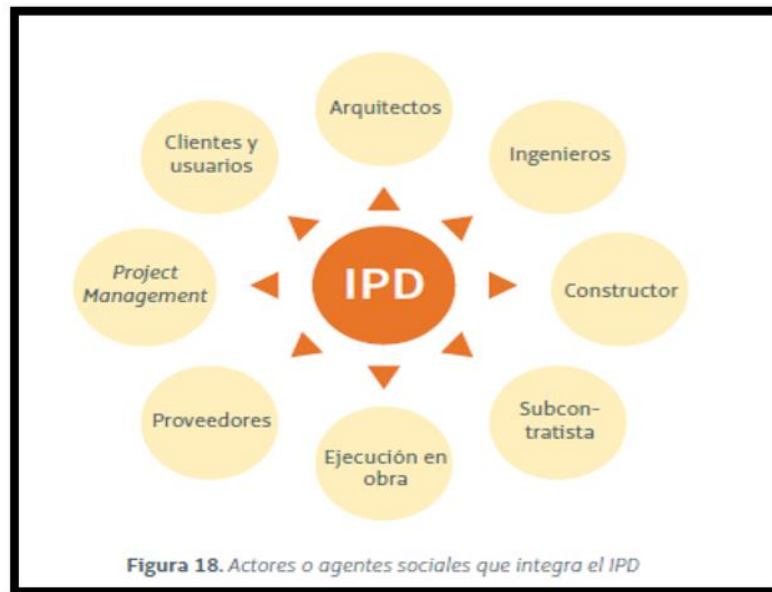 Arquitectos
Clientes y
usuarios
Ingenieros
Project
Management
IPD
Constructor
Proveedores
Subcon-
tratista
Ejecución en
obra
Figura 18. Actores o agentes sociales que integra el IPD